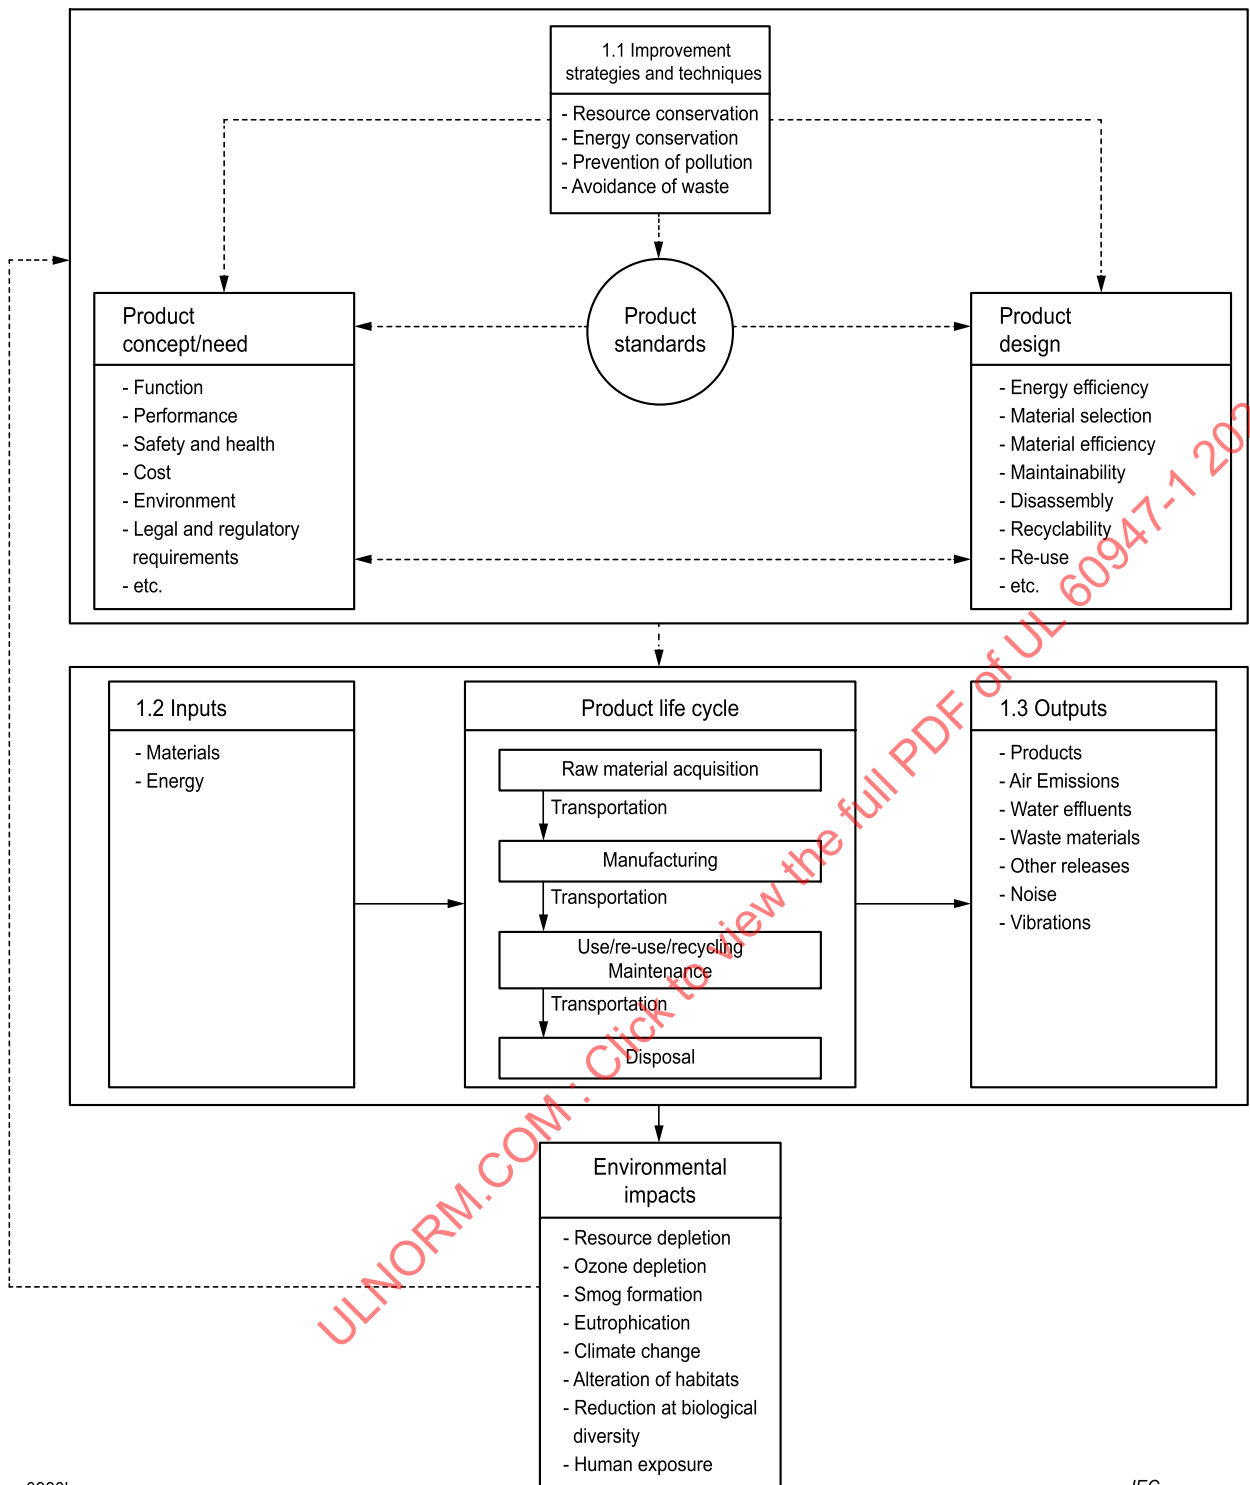 1.1 Improvement
strategies and techniques
- Resource conservation
- Energy conservation
- Prevention of pollution
- Avoidance of waste
Product
concept/need
- Function
- Performance
- Safety and health
- Cost
- Environment
- Legal and regulatory
requirements
- etc.
Product
standards
Product
design
- Energy efficiency
- Material selection
- Material efficiency
- Maintainability
- Disassembly
- Recyclability
- Re-use
- etc.
1.2 Inputs
- Materials
- Energy
Product life cycle
Raw material acquisition
Transportation
Manufacturing
Transportation
Use/re-use/recycling
Maintenance
Transportation
Disposal
1.3 Outputs
- Products
- Air Emissions
- Water effluents
- Waste materials
- Other releases
- Noise
- Vibrations
Environmental
impacts
- Resource depletion
- Ozone depletion
- Smog formation
- Eutrophication
- Climate change
- Alteration of habitats
- Reduction at biological
diversity
- Human exposure
ULNORM.COM : Click to view the full PDF of UL 60947-1 202